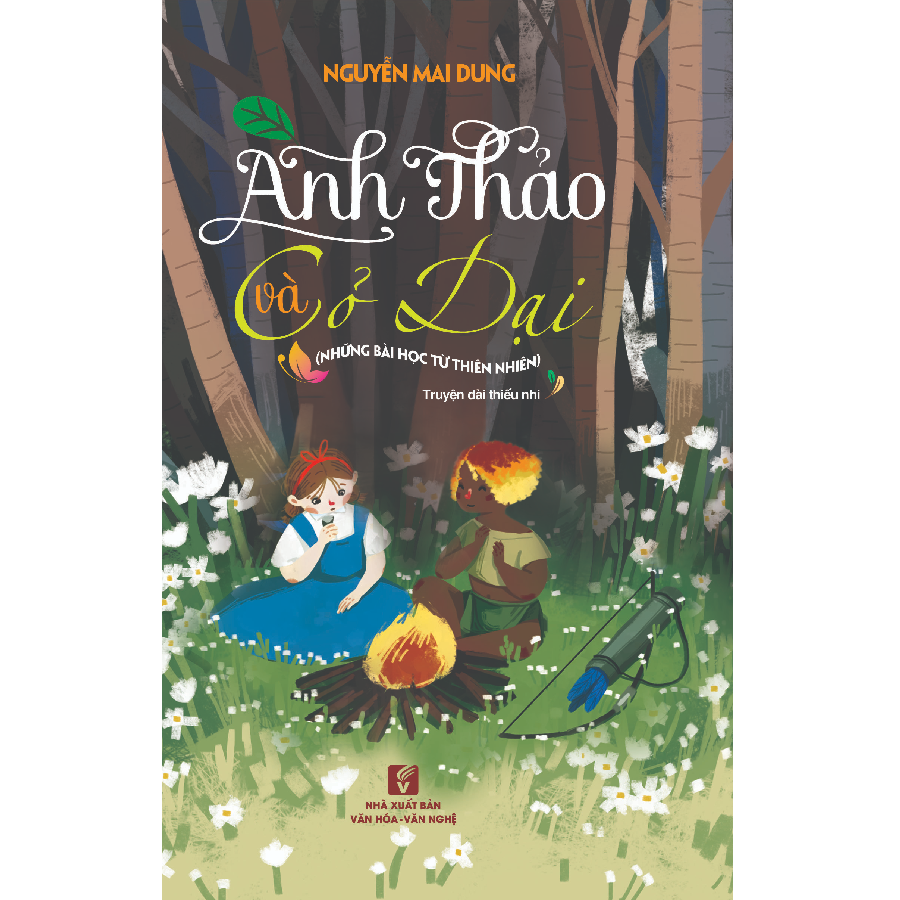 NGUYỄN MAI DUNG
Ành Thảo
và Cỏ Dại
(NHỮNG BÀI HỌC TỪ THIÊN NHIÊN)
Truyện dài thiếu nhi
V
NHÀ XUẤT BẢN
VĂN HÓA - VĂN NGHỆ